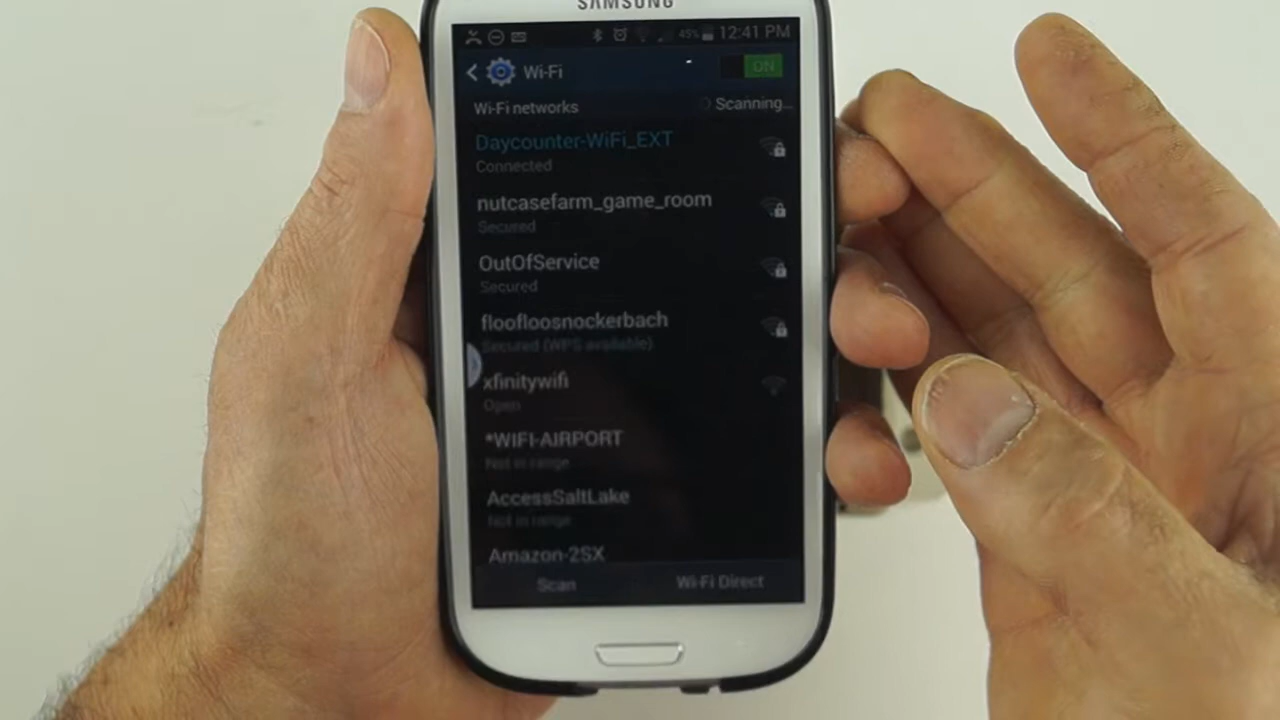 SAMSUNG
45% 12:41 PM
Wi-Fi
ON
Wi-Fi networks
Scanning...
Daycounter-WiFi_EXT
Connected
nutcasefarm_game_room
Secured
OutOfService
Secured
floofloosnockerbach
Secured (WPS available)
xfinitywifi
Open
*WIFI-AIRPORT
Not in range
AccessSaltLake
Not in range
Amazon-2SX
Scan
Wi-Fi Direct